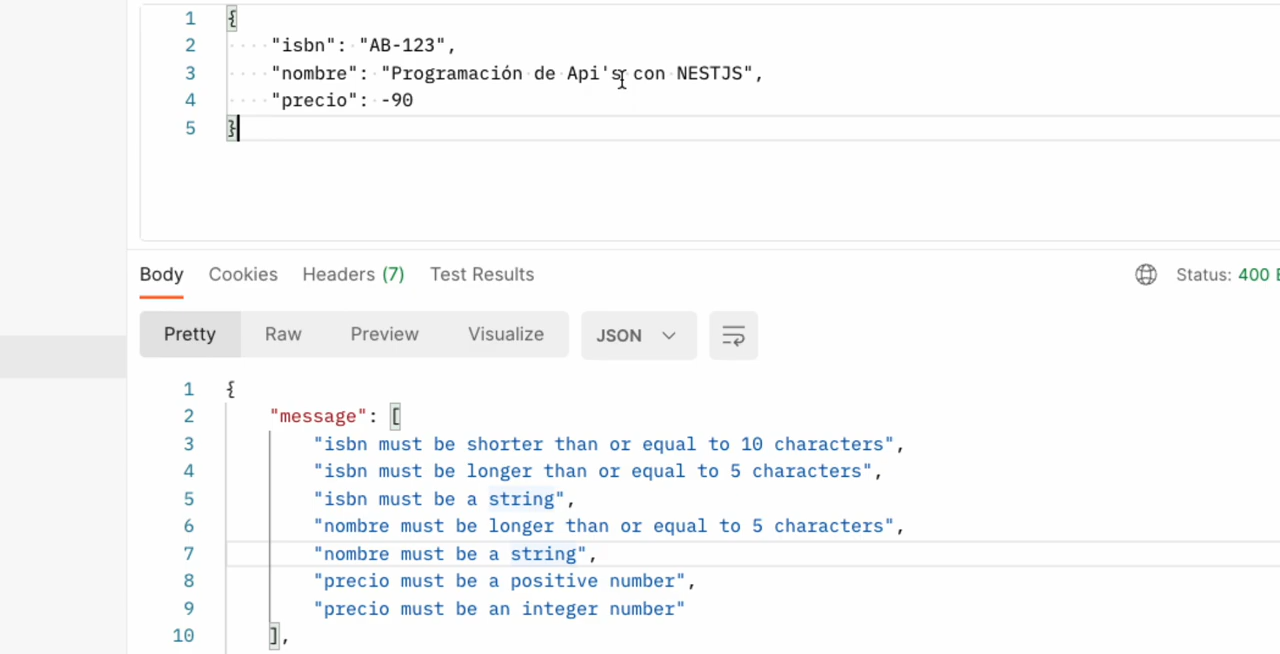 1 {
2 "isbn": "AB-123",
3 "nombre": "Programación de Api's con NESTJS",
4 "precio": -90
5 }
Body Cookies Headers (7) Test Results Status: 400
Pretty Raw Preview Visualize JSON
1 {
2 "message": [
3 "isbn must be shorter than or equal to 10 characters",
4 "isbn must be longer than or equal to 5 characters",
5 "isbn must be a string",
6 "nombre must be longer than or equal to 5 characters",
7 "nombre must be a string",
8 "precio must be a positive number",
9 "precio must be an integer number"
10 ],